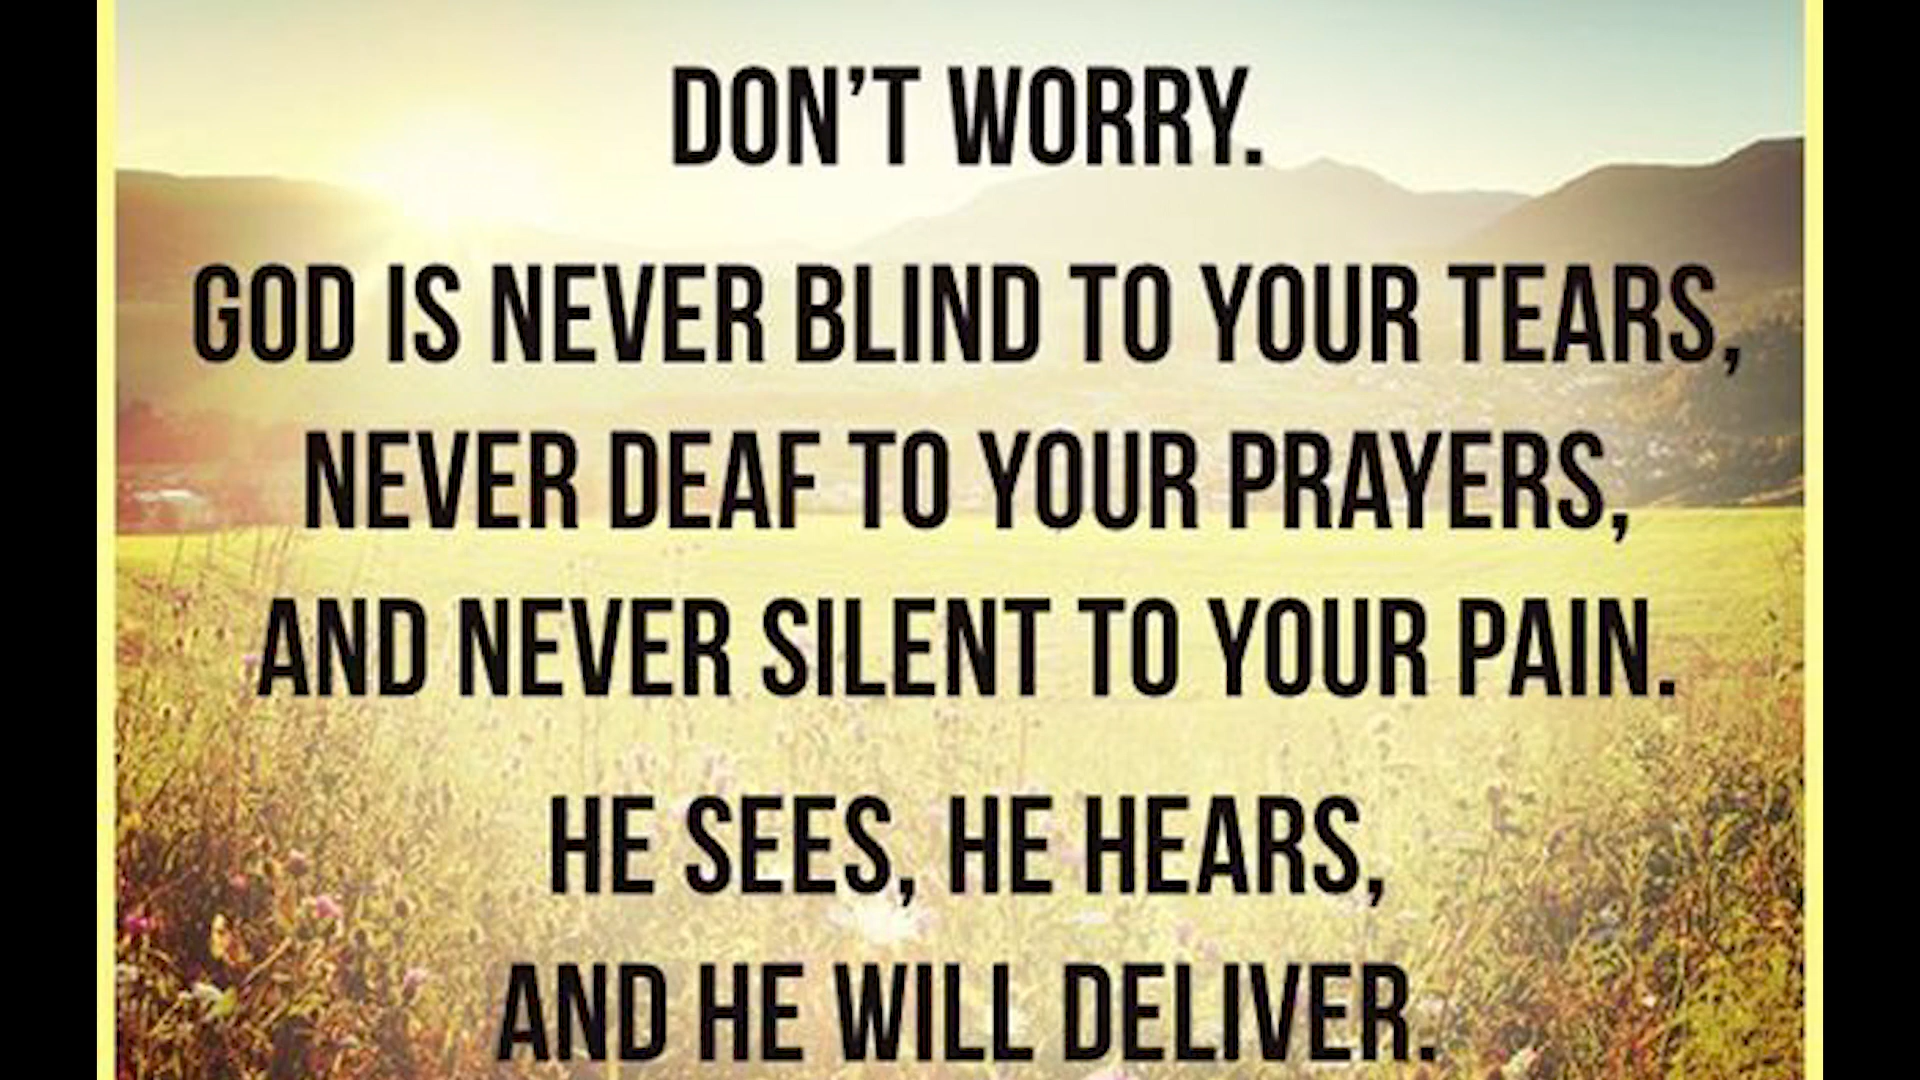 DON'T WORRY.
GOD IS NEVER BLIND TO YOUR TEARS,
NEVER DEAF TO YOUR PRAYERS,
AND NEVER SILENT TO YOUR PAIN.
HE SEES, HE HEARS,
AND HE WILL DELIVER.